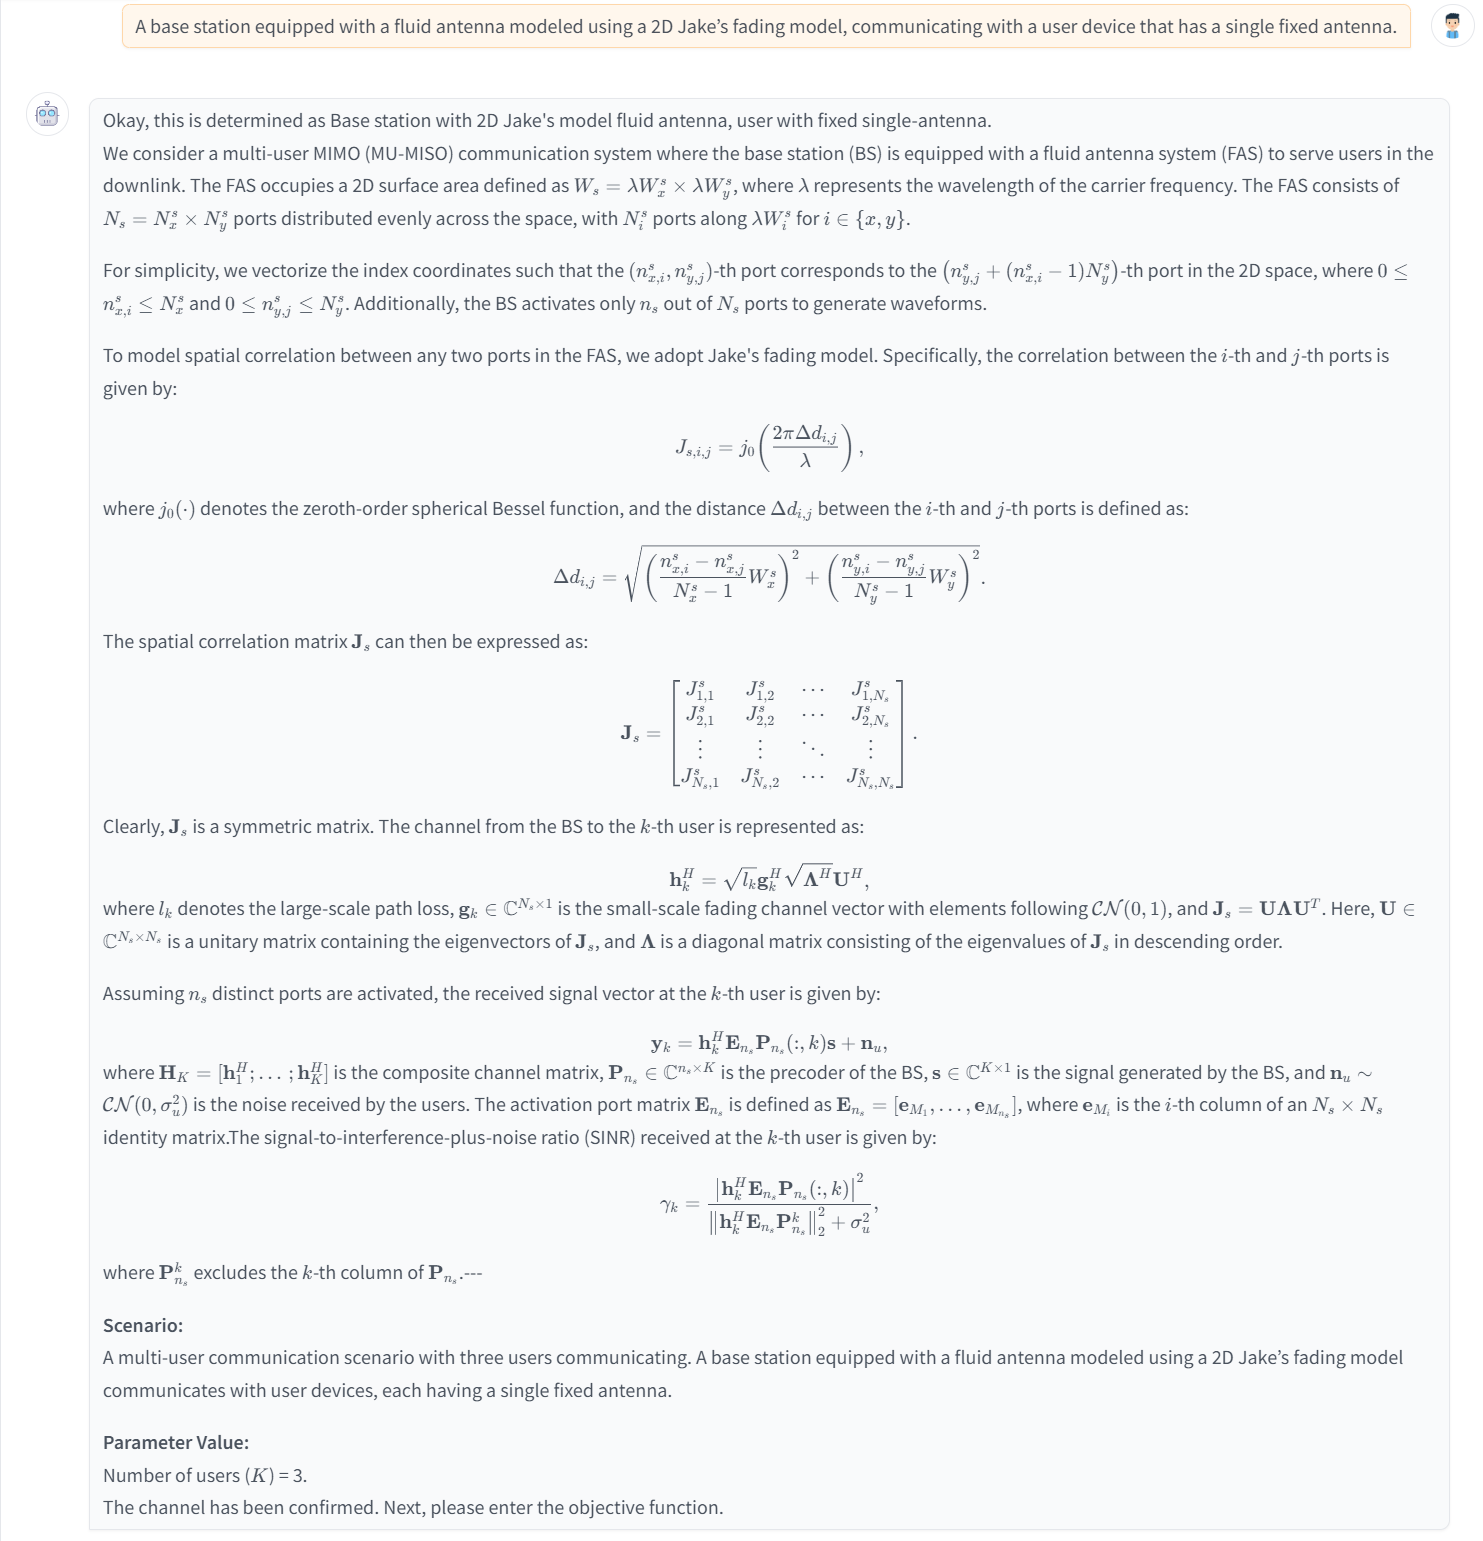 A base station equipped with a fluid antenna modeled using a 2D Jake’s fading model, communicating with a user device that has a single fixed antenna.
Okay, this is determined as Base station with 2D Jake's model fluid antenna, user with fixed single-antenna.
We consider a multi-user MIMO (MU-MISO) communication system where the base station (BS) is equipped with a fluid antenna system (FAS) to serve users in the
downlink. The FAS occupies a 2D surface area defined as $W_s = \lambda W_x^s \times \lambda W_y^s$, where $\lambda$ represents the wavelength of the carrier frequency. The FAS consists of
$N_s = N_x^s \times N_y^s$ ports distributed evenly across the space, with $N_i^s$ ports along $\lambda W_i^s$ for $i \in \{x, y\}$.
For simplicity, we vectorize the index coordinates such that the $(n_{x,i}^s, n_{y,j}^s)$-th port corresponds to the $\left(n_{y,j}^s + (n_{x,i}^s - 1)N_y^s\right)$-th port in the 2D space, where $0 \leq$
$n_{x,i}^s \leq N_x^s$ and $0 \leq n_{y,j}^s \leq N_y^s$. Additionally, the BS activates only $n_s$ out of $N_s$ ports to generate waveforms.
To model spatial correlation between any two ports in the FAS, we adopt Jake's fading model. Specifically, the correlation between the $i$-th and $j$-th ports is
given by:
$J_{s,i,j} = j_0\left(\frac{2\pi\Delta d_{i,j}}{\lambda}\right),$
where $j_0(\cdot)$ denotes the zeroth-order spherical Bessel function, and the distance $\Delta d_{i,j}$ between the $i$-th and $j$-th ports is defined as:
$\Delta d_{i,j} = \sqrt{\left(\frac{n_{x,i}^s - n_{x,j}^s}{N_x^s - 1}W_x^s\right)^2 + \left(\frac{n_{y,i}^s - n_{y,j}^s}{N_y^s - 1}W_y^s\right)^2}.$
The spatial correlation matrix $\mathbf{J}_s$ can then be expressed as:
$\mathbf{J}_s = \begin{bmatrix} J_{1,1}^s & J_{1,2}^s & \cdots & J_{1,N_s}^s \\ J_{2,1}^s & J_{2,2}^s & \cdots & J_{2,N_s}^s \\ \vdots & \vdots & \ddots & \vdots \\ J_{N_s,1}^s & J_{N_s,2}^s & \cdots & J_{N_s,N_s}^s \end{bmatrix}.$
Clearly, $\mathbf{J}_s$ is a symmetric matrix. The channel from the BS to the $k$-th user is represented as:
$\mathbf{h}_k^H = \sqrt{l_k}\mathbf{g}_k^H\sqrt{\mathbf{\Lambda}^H}\mathbf{U}^H,$
where $l_k$ denotes the large-scale path loss, $\mathbf{g}_k \in \mathbb{C}^{N_s \times 1}$ is the small-scale fading channel vector with elements following $\mathcal{CN}(0, 1)$, and $\mathbf{J}_s = \mathbf{U}\mathbf{\Lambda}\mathbf{U}^T$. Here, $\mathbf{U} \in$
$\mathbb{C}^{N_s \times N_s}$ is a unitary matrix containing the eigenvectors of $\mathbf{J}_s$, and $\mathbf{\Lambda}$ is a diagonal matrix consisting of the eigenvalues of $\mathbf{J}_s$ in descending order.
Assuming $n_s$ distinct ports are activated, the received signal vector at the $k$-th user is given by:
$\mathbf{y}_k = \mathbf{h}_k^H\mathbf{E}_{n_s}\mathbf{P}_{n_s}(:, k)\mathbf{s} + \mathbf{n}_u,$
where $\mathbf{H}_K = [\mathbf{h}_1^H; \ldots; \mathbf{h}_K^H]$ is the composite channel matrix, $\mathbf{P}_{n_s} \in \mathbb{C}^{n_s \times K}$ is the precoder of the BS, $\mathbf{s} \in \mathbb{C}^{K \times 1}$ is the signal generated by the BS, and $\mathbf{n}_u \sim$
$\mathcal{CN}(0, \sigma_u^2)$ is the noise received by the users. The activation port matrix $\mathbf{E}_{n_s}$ is defined as $\mathbf{E}_{n_s} = [\mathbf{e}_{M_1}, \ldots, \mathbf{e}_{M_{n_s}}]$, where $\mathbf{e}_{M_i}$ is the $i$-th column of an $N_s \times N_s$
identity matrix.The signal-to-interference-plus-noise ratio (SINR) received at the $k$-th user is given by:
$\gamma_k = \frac{\left|\mathbf{h}_k^H\mathbf{E}_{n_s}\mathbf{P}_{n_s}(:, k)\right|^2}{\left\|\mathbf{h}_k^H\mathbf{E}_{n_s}\mathbf{P}_{n_s}^k\right\|_2^2 + \sigma_u^2},$
where $\mathbf{P}_{n_s}^k$ excludes the $k$-th column of $\mathbf{P}_{n_s}$.---
Scenario:
A multi-user communication scenario with three users communicating. A base station equipped with a fluid antenna modeled using a 2D Jake’s fading model
communicates with user devices, each having a single fixed antenna.
Parameter Value:
Number of users ($K$) = 3.
The channel has been confirmed. Next, please enter the objective function.